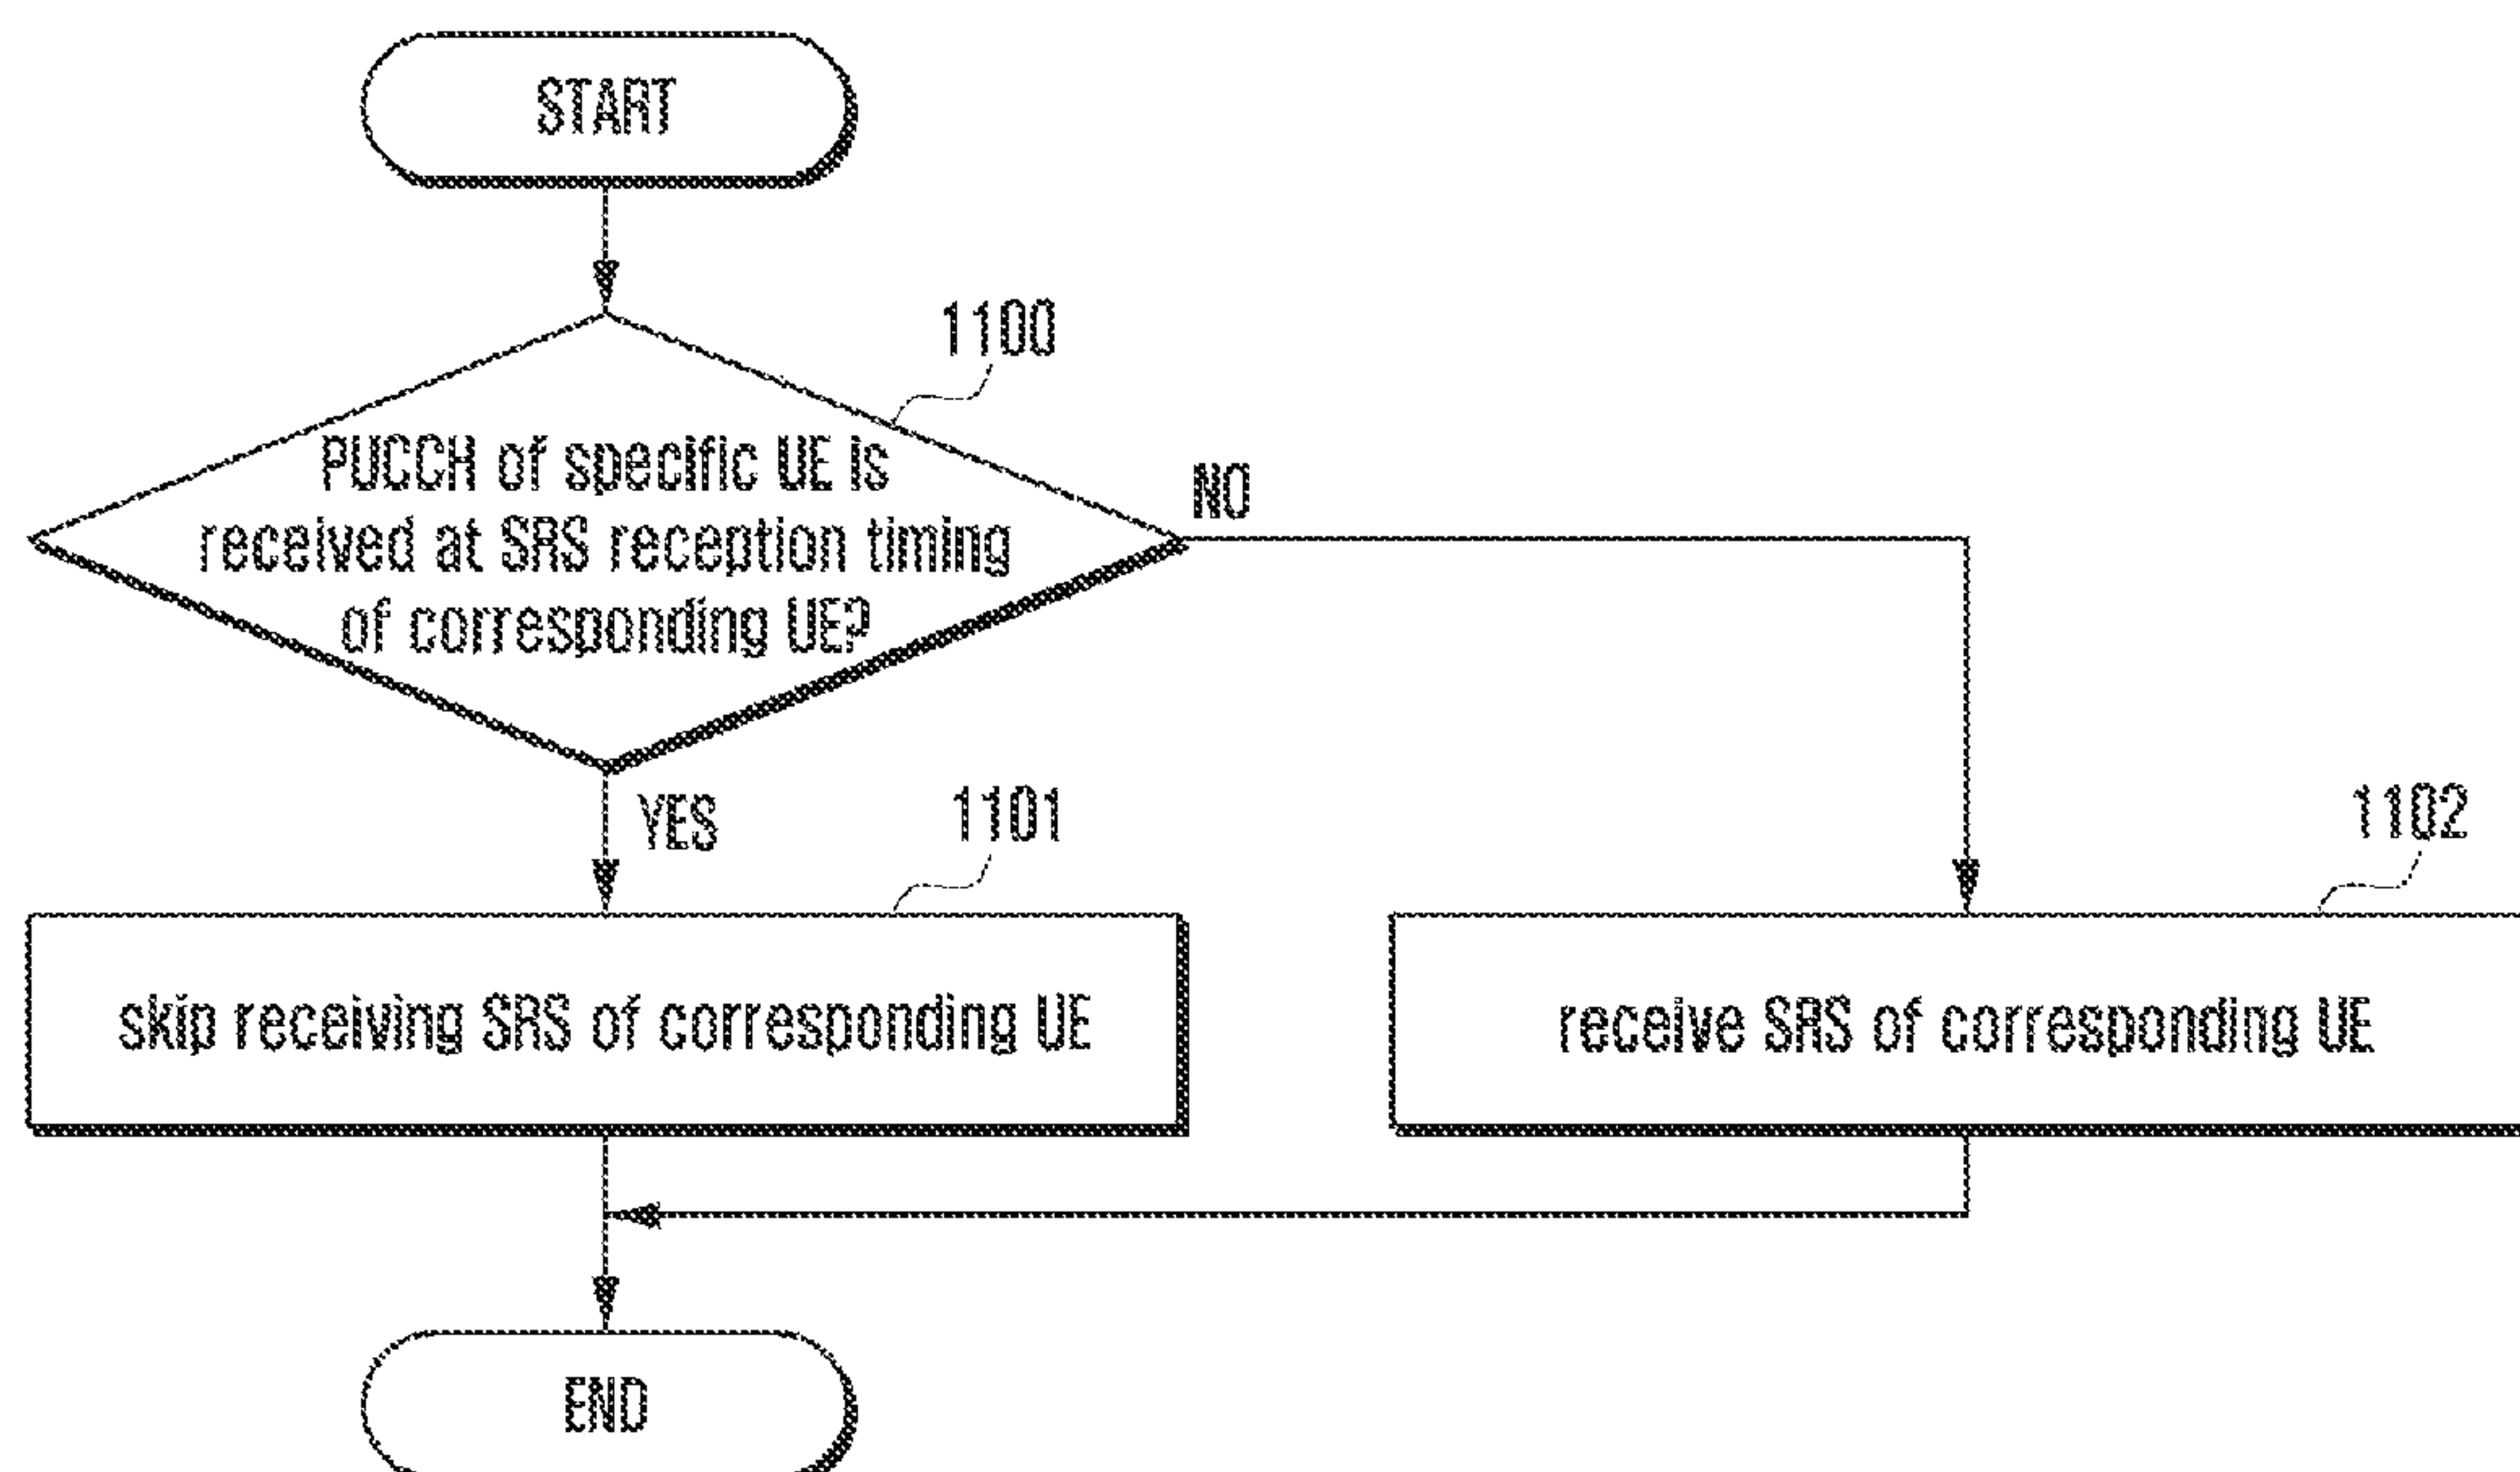 START
1100
PUCCH of specific UE is
received at SRS reception timing
of corresponding UE?
NO
YES
1101
1102
skip receiving SRS of corresponding UE
receive SRS of corresponding UE
END